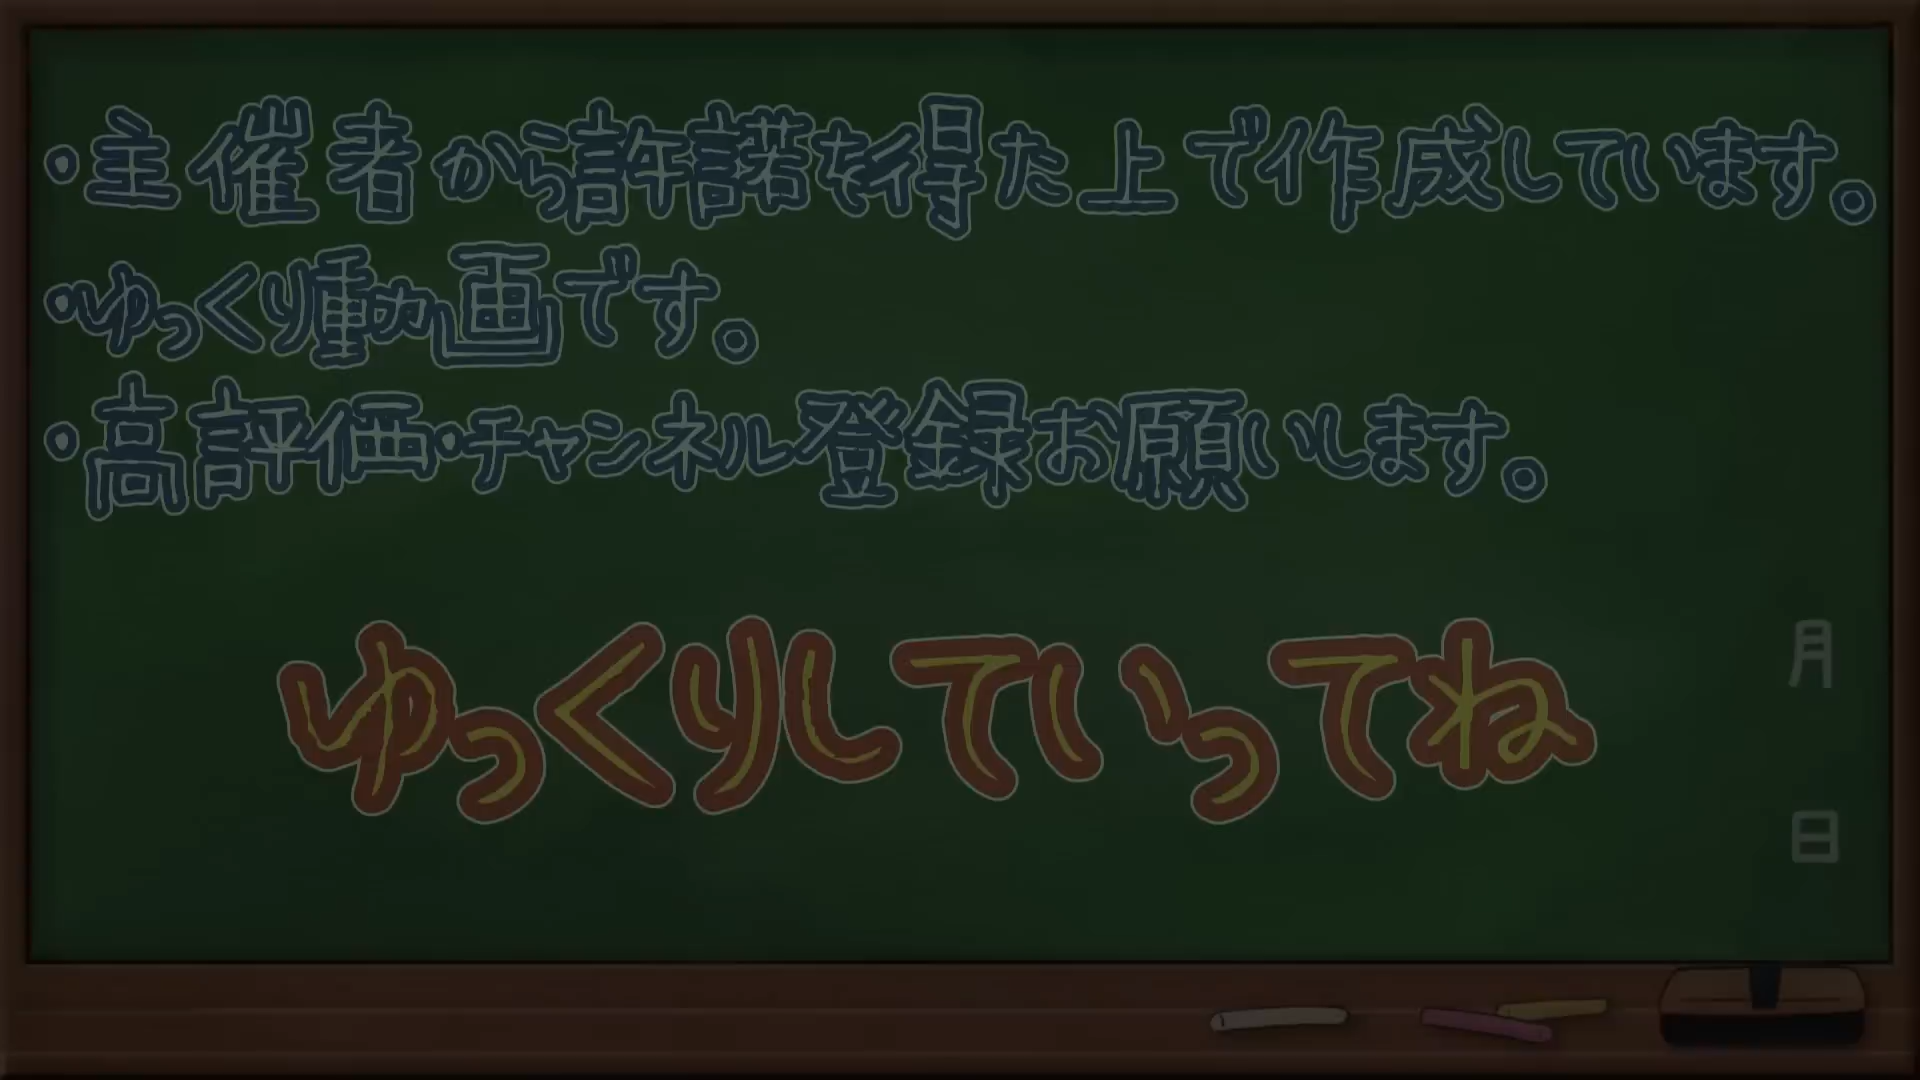 ・主催者から許諾を得た上で作成しています。
・ゆっくり動画です。
・高評価・チャンネル登録お願いします。
ゆっくりしていってね
月
日